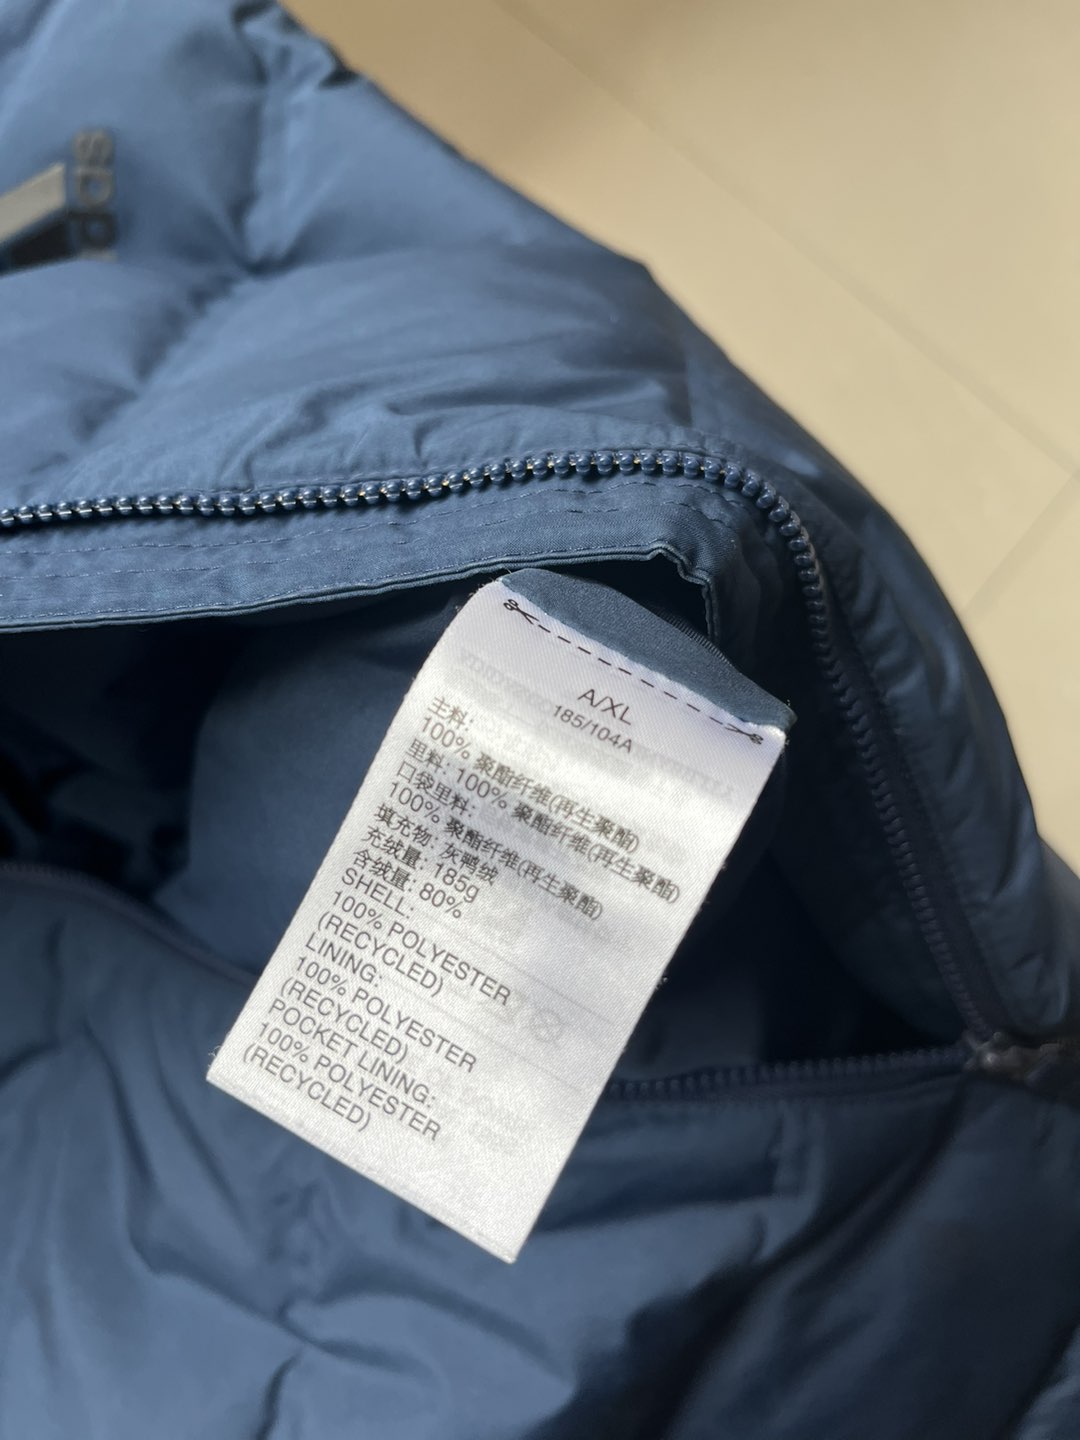 A/XL
185/104A
主料:
100% 聚酯纤维(再生聚酯)
里料: 100% 聚酯纤维(再生聚酯)
口袋里料:
100% 聚酯纤维(再生聚酯)
填充物: 灰鸭绒
充绒量: 185g
含绒量: 80%
SHELL:
100% POLYESTER
(RECYCLED)
LINING:
100% POLYESTER
(RECYCLED)
POCKET LINING:
100% POLYESTER
(RECYCLED)